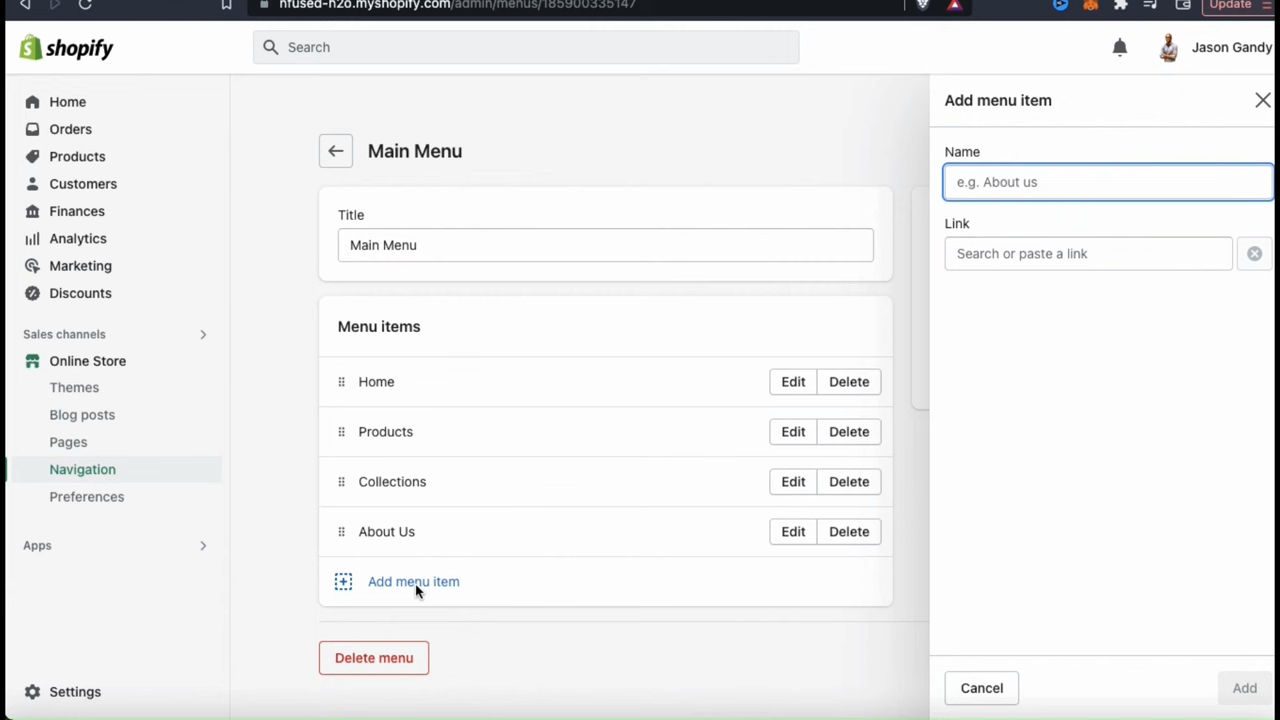 nfused-h2o.myshopify.com/admin/menus/185900335147
Update
shopify
Search
Jason Gandy
Home
Orders
Products
Customers
Finances
Analytics
Marketing
Discounts
Sales channels
Online Store
Themes
Blog posts
Pages
Navigation
Preferences
Apps
Settings
Main Menu
Title
Main Menu
Menu items
Home
Edit Delete
Products
Edit Delete
Collections
Edit Delete
About Us
Edit Delete
Add menu item
Delete menu
Add menu item
Name
e.g. About us
Link
Search or paste a link
Cancel
Add